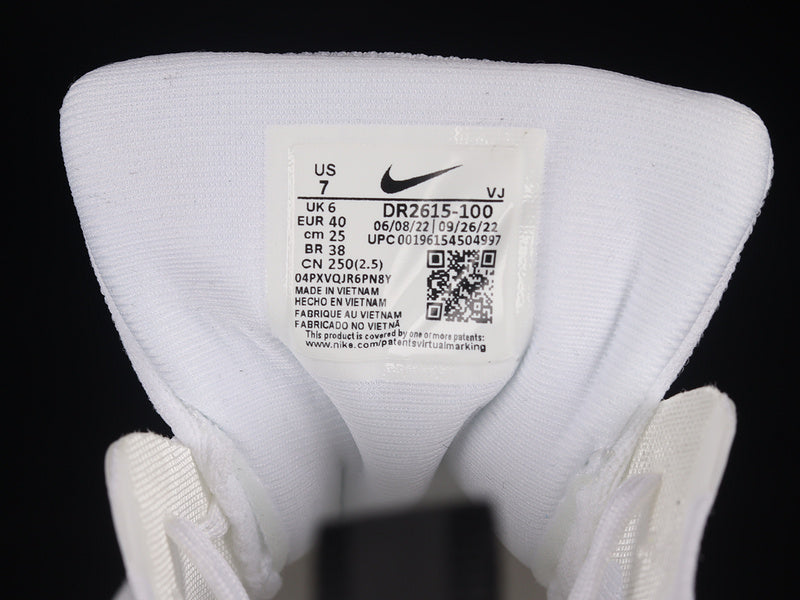 US
7
VJ
UK 6
DR2615-100
EUR 40
06/08/22 | 09/26/22
cm 25
UPC 00196154504997
BR 38
CN 250(2.5)
04PXVQJR6PN8Y
MADE IN VIETNAM
HECHO EN VIETNAM
FABRIQUE AU VIETNAM
FABRICADO NO VIETNÃ
This product is covered by one or more patents:
www.nike.com/patentsvirtualmarking